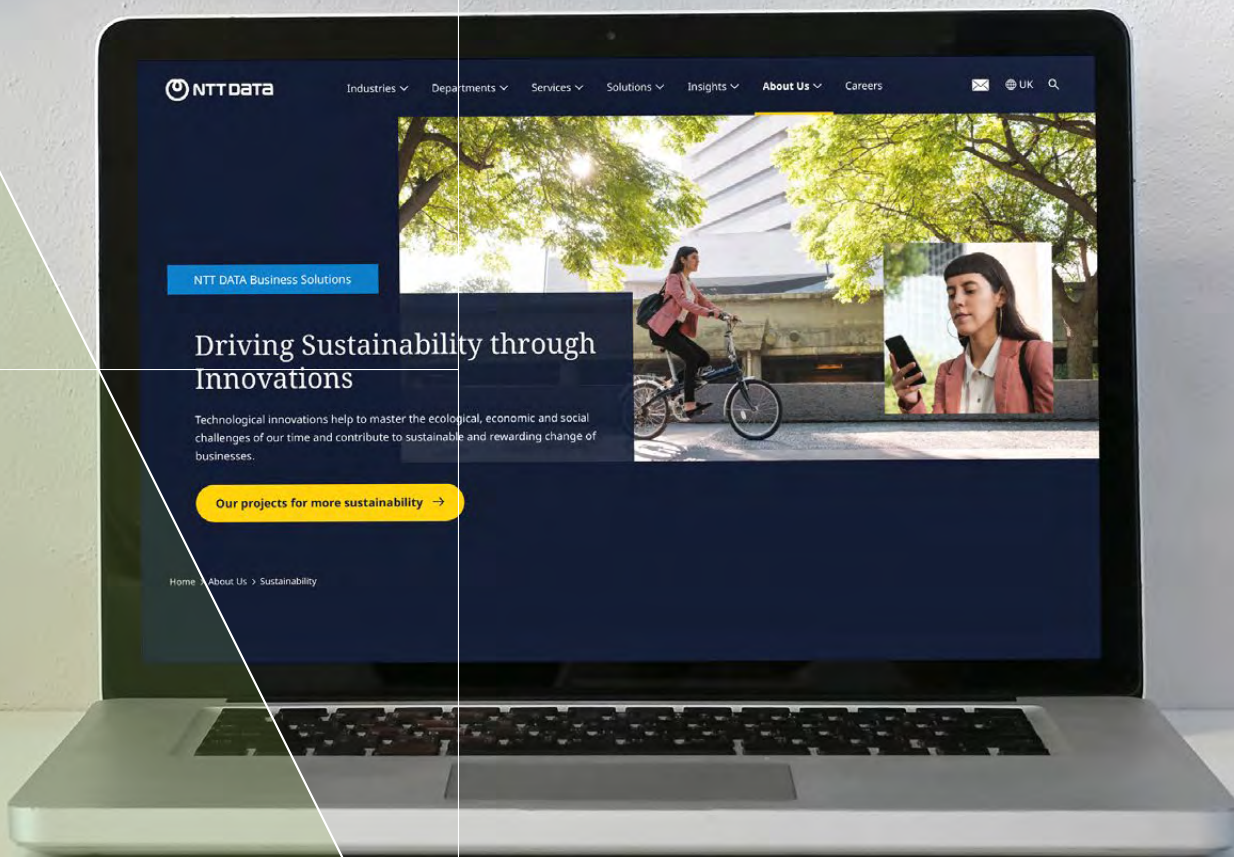 NTT DATA
Industries
Departments
Services
Solutions
Insights
About Us
Careers
UK
NTT DATA Business Solutions
Driving Sustainability through
Innovations
Technological innovations help to master the ecological, economic and social
challenges of our time and contribute to sustainable and rewarding change of
businesses.
Our projects for more sustainability →
Home > About Us > Sustainability